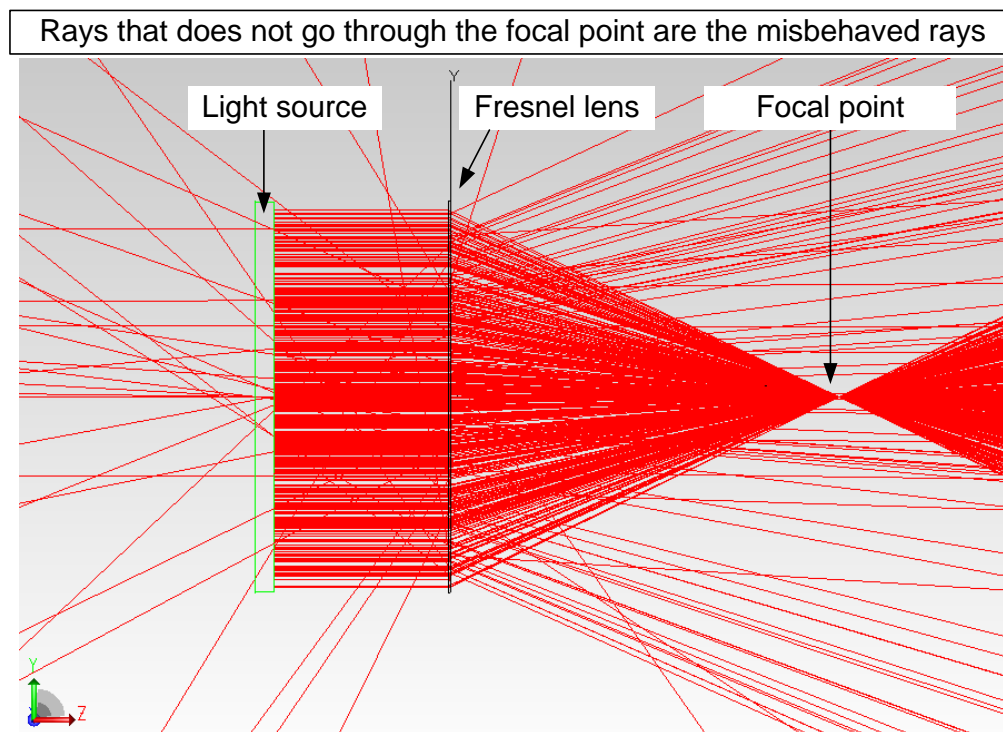 Rays that does not go through the focal point are the misbehaved rays
Y
Light source
Fresnel lens
Focal point
Y
Z